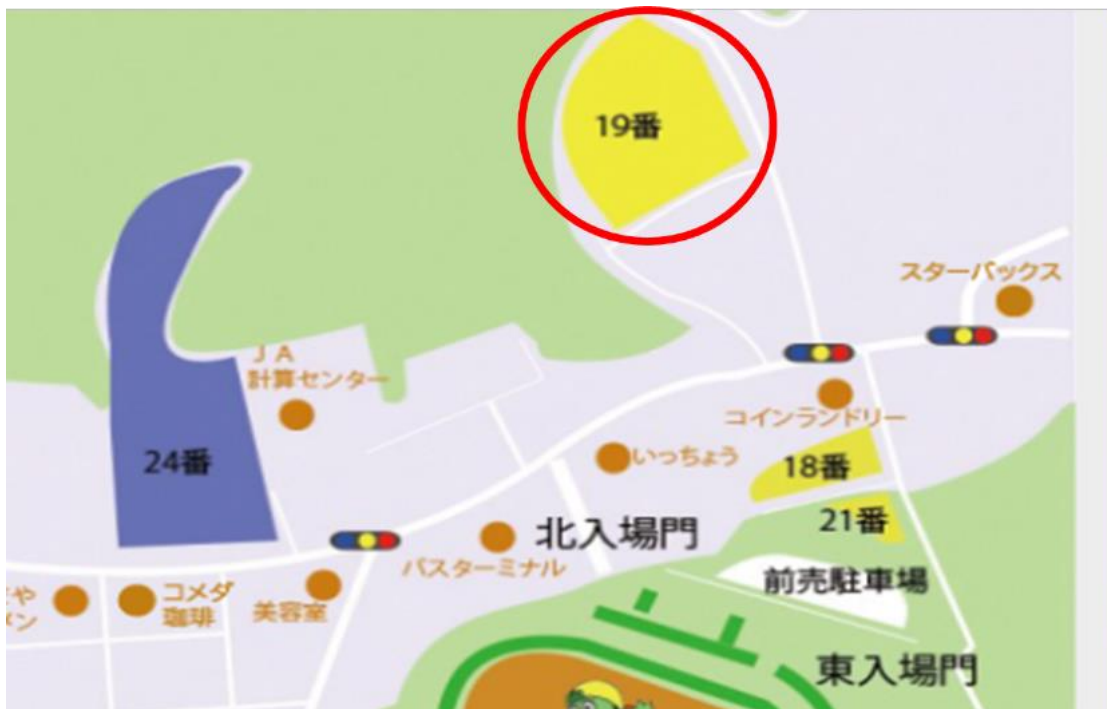 19番
スターバックス
ＪＡ
計算センター
コインランドリー
24番
いっちょう
18番
21番
北入場門
バスターミナル
前売駐車場
コメダ
珈琲
美容室
東入場門